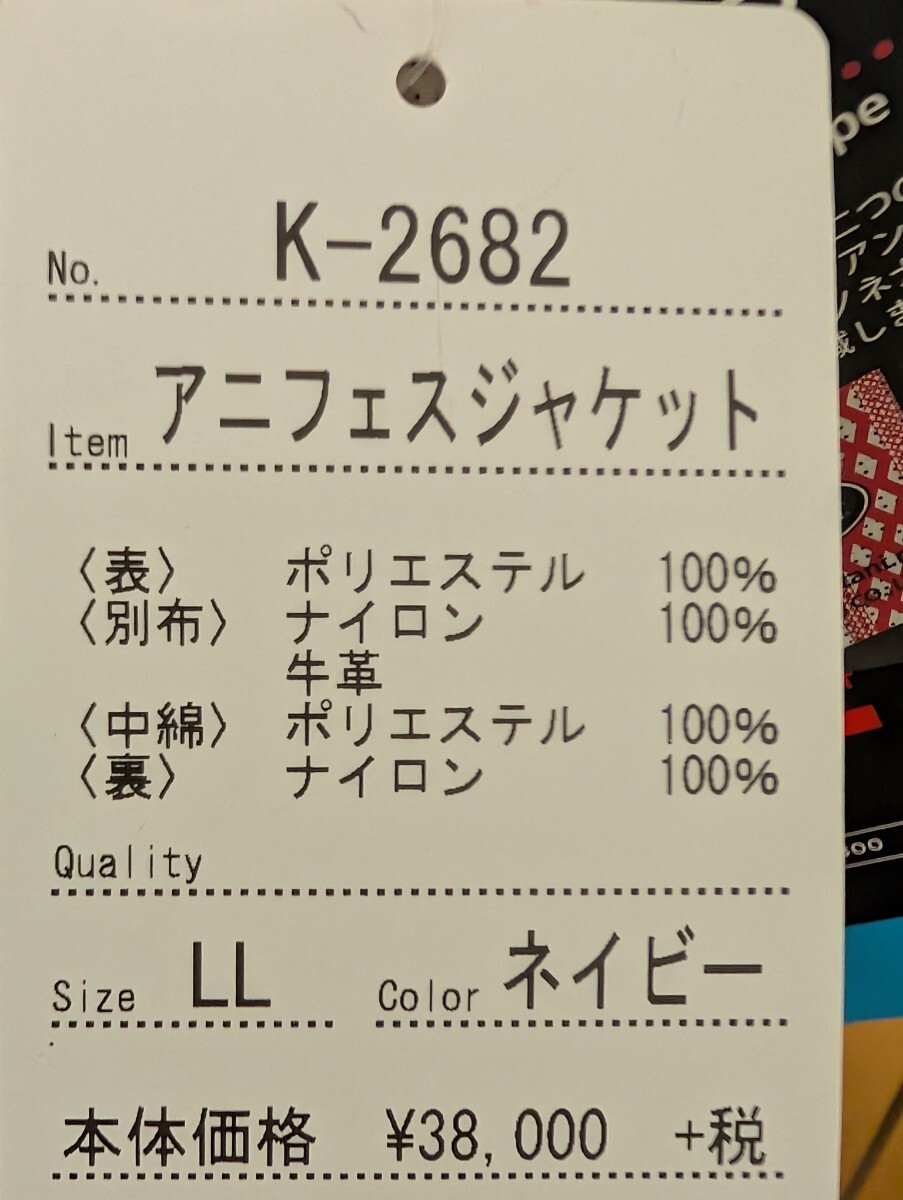 No. K-2682
Item アニフェスジャケット
〈表〉 ポリエステル 100%
〈別布〉 ナイロン 100%
牛革
〈中綿〉 ポリエステル 100%
〈裏〉 ナイロン 100%
Quality
Size LL Color ネイビー
本体価格 ¥38,000 +税